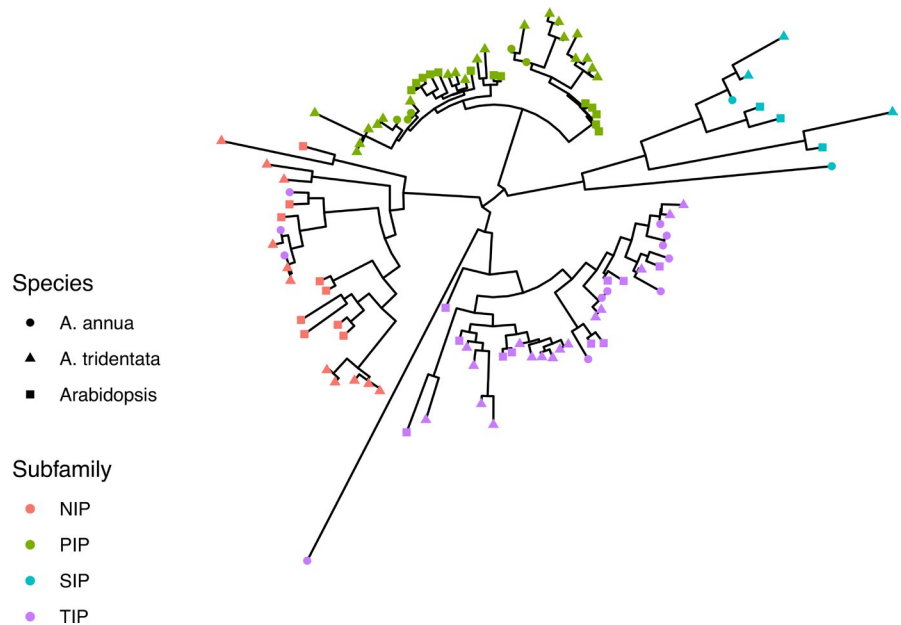 Species
A. annua
A. tridentata
Arabidopsis
Subfamily
NIP
PIP
SIP
TIP